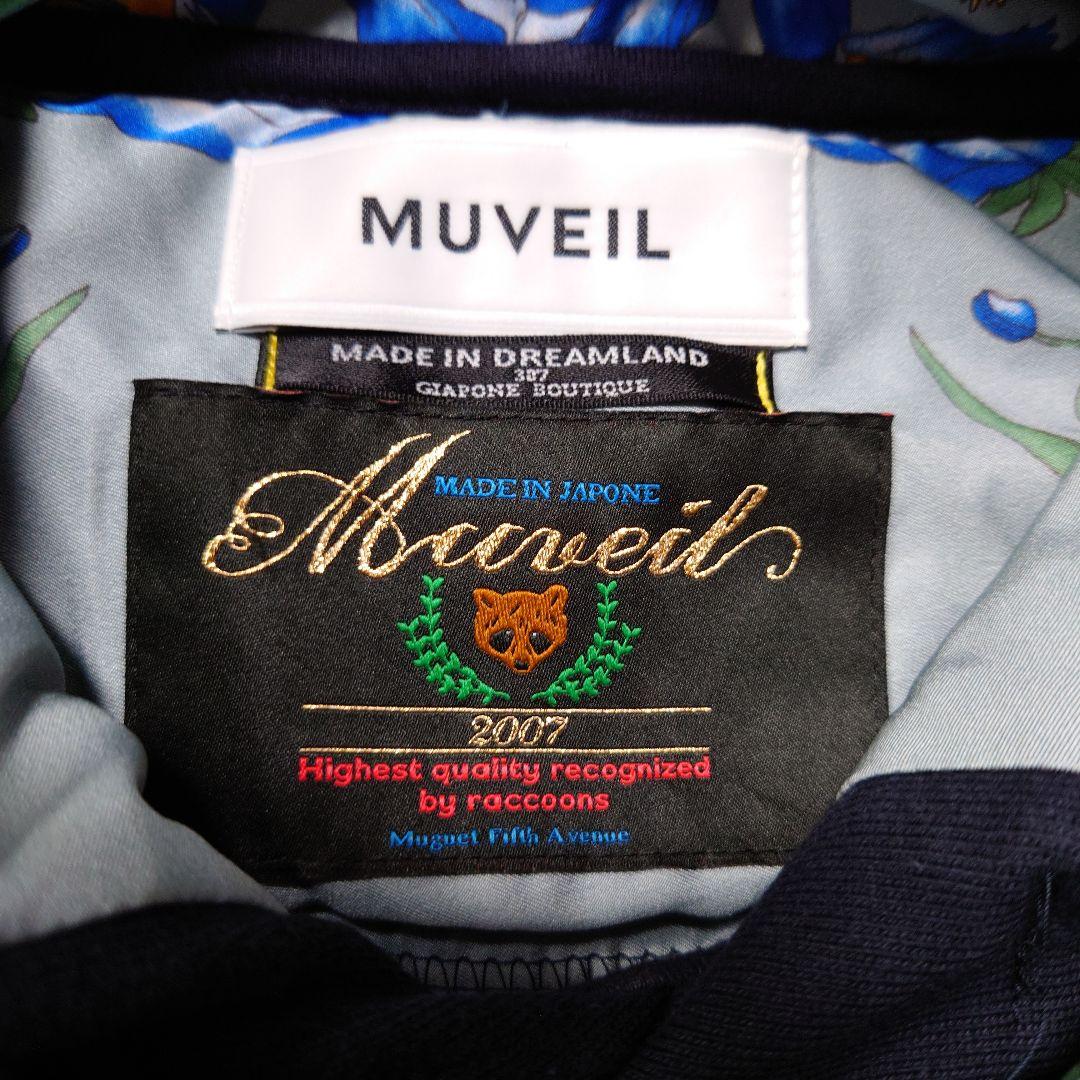 MUVEIL
MADE IN DREAMLAND
387
GIAPONE BOUTIQUE
MADE IN JAPONE
Muveil
2007
Highest quality recognized
by raccoons
Muguet Fifth Avenue